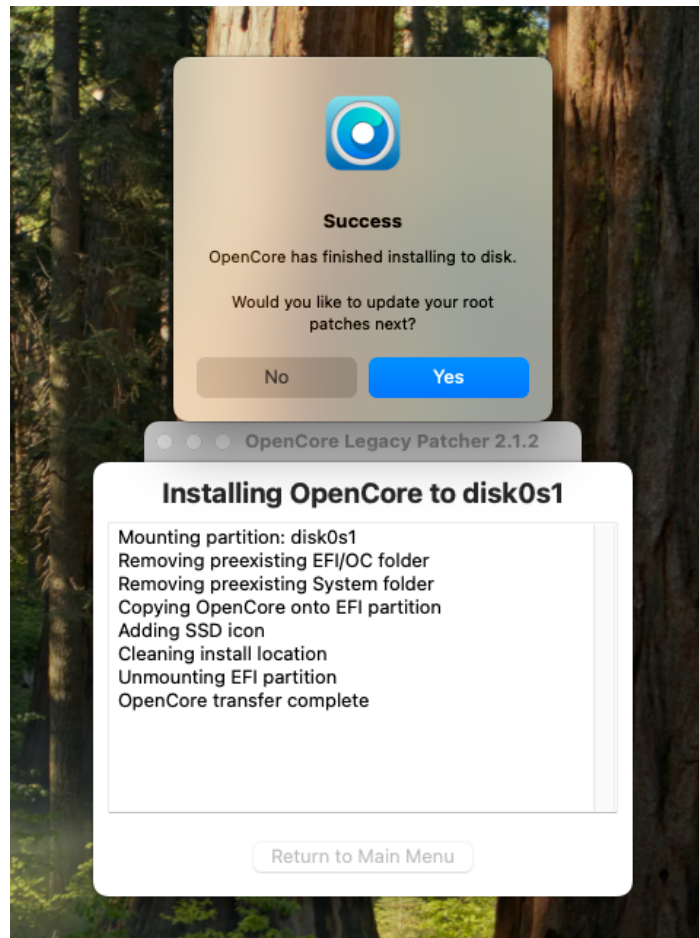 Success
OpenCore has finished installing to disk.
Would you like to update your root
patches next?
No
Yes
OpenCore Legacy Patcher 2.1.2
Installing OpenCore to disk0s1
Mounting partition: disk0s1
Removing preexisting EFI/OC folder
Removing preexisting System folder
Copying OpenCore onto EFI partition
Adding SSD icon
Cleaning install location
Unmounting EFI partition
OpenCore transfer complete
Return to Main Menu